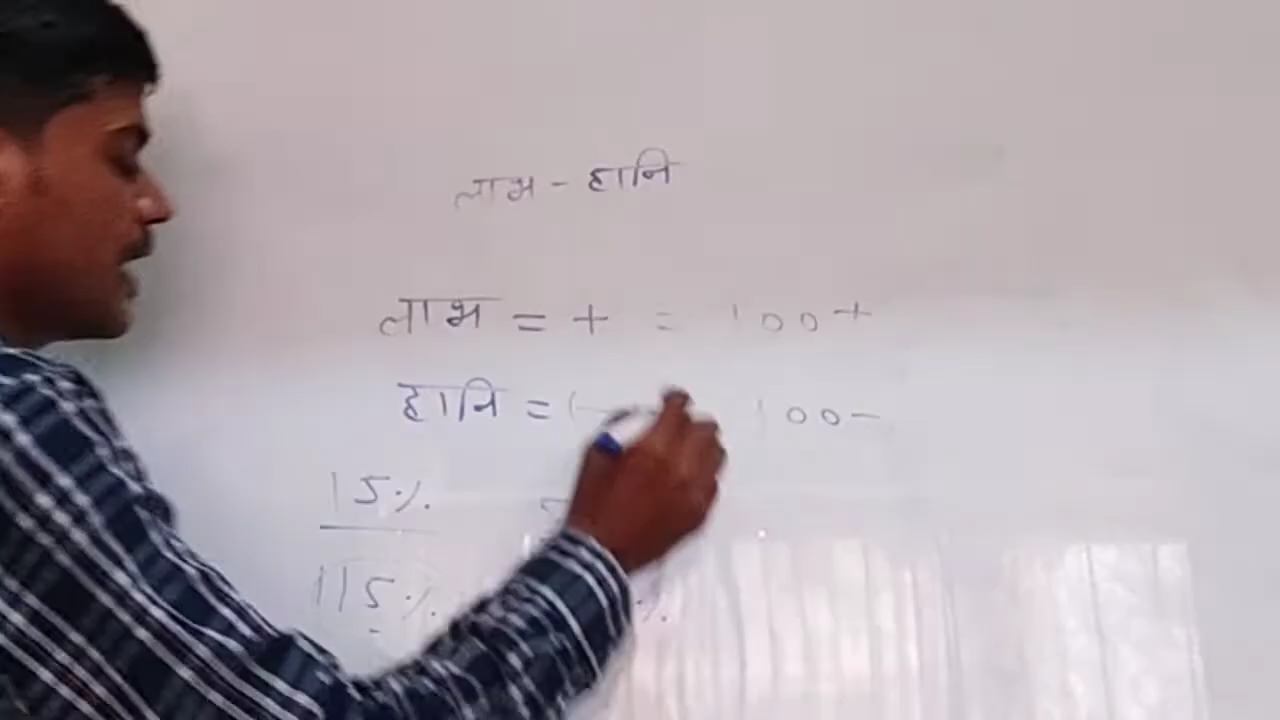 लाभ - हानि
लाभ = + = 100 +
हानि = (- 100 -
15%
115% %